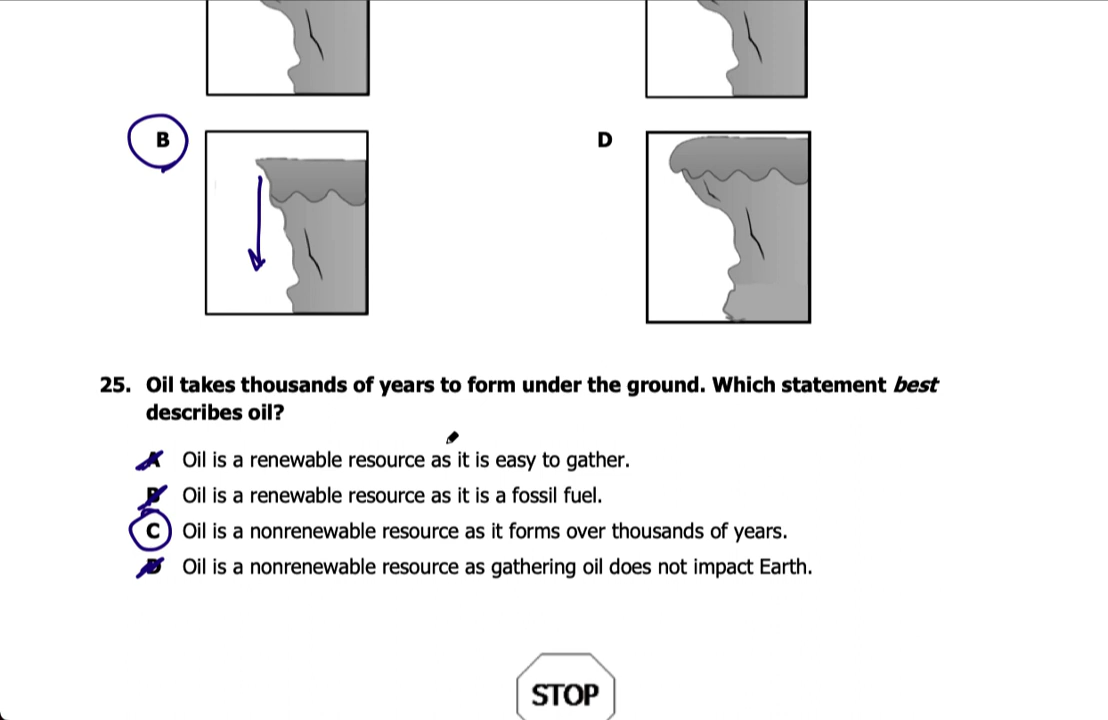 B
D
25. Oil takes thousands of years to form under the ground. Which statement best
describes oil?
A Oil is a renewable resource as it is easy to gather.
B Oil is a renewable resource as it is a fossil fuel.
C Oil is a nonrenewable resource as it forms over thousands of years.
D Oil is a nonrenewable resource as gathering oil does not impact Earth.
STOP